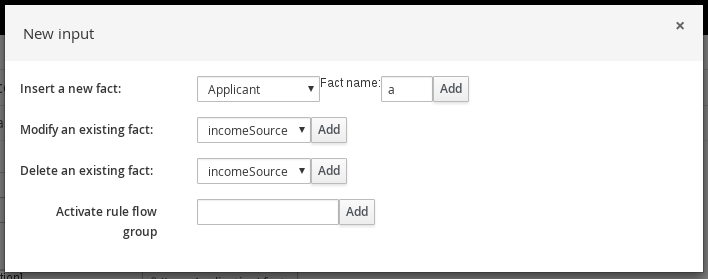 New input ×
Insert a new fact: Applicant Fact name: a Add
Modify an existing fact: incomeSource Add
Delete an existing fact: incomeSource Add
Activate rule flow group Add